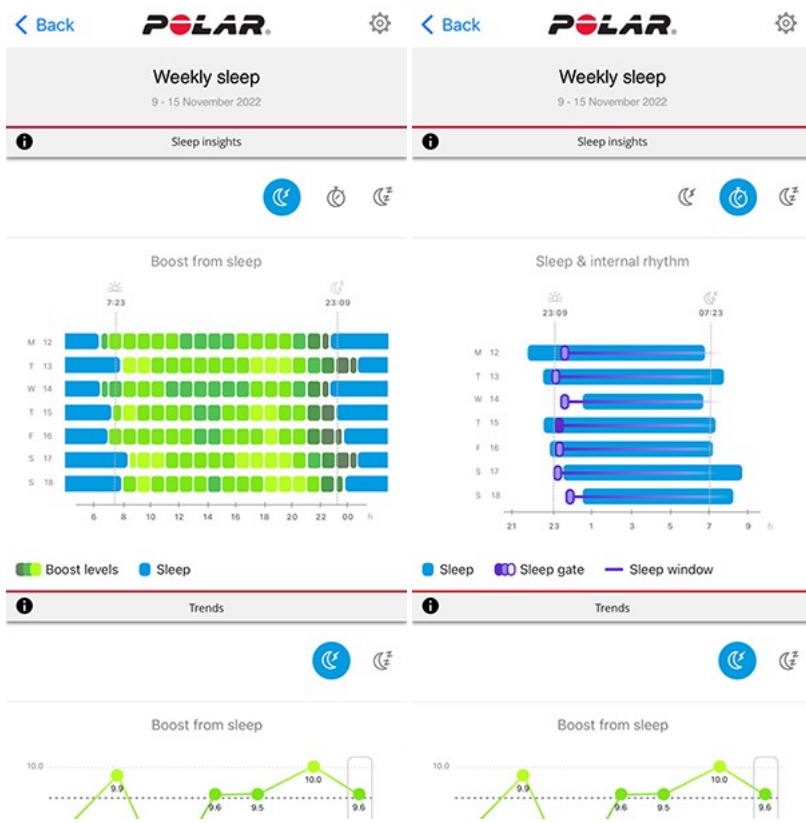 Back
POLAR
Weekly sleep
9 - 15 November 2022
Sleep insights
Boost from sleep
7:23
23:09
M 12
T 13
W 14
T 15
F 16
S 17
S 18
6 8 10 12 14 16 18 20 22 00 h
Boost levels Sleep
Trends
Boost from sleep
10.0
9.9
9.6
9.5
10.0
9.6
Back
POLAR
Weekly sleep
9 - 15 November 2022
Sleep insights
Sleep & internal rhythm
23:09
07:23
M 12
T 13
W 14
T 15
F 16
S 17
S 18
21 23 1 3 5 7 9 h
Sleep Sleep gate Sleep window
Trends
Boost from sleep
10.0
9.9
9.6
9.5
10.0
9.6